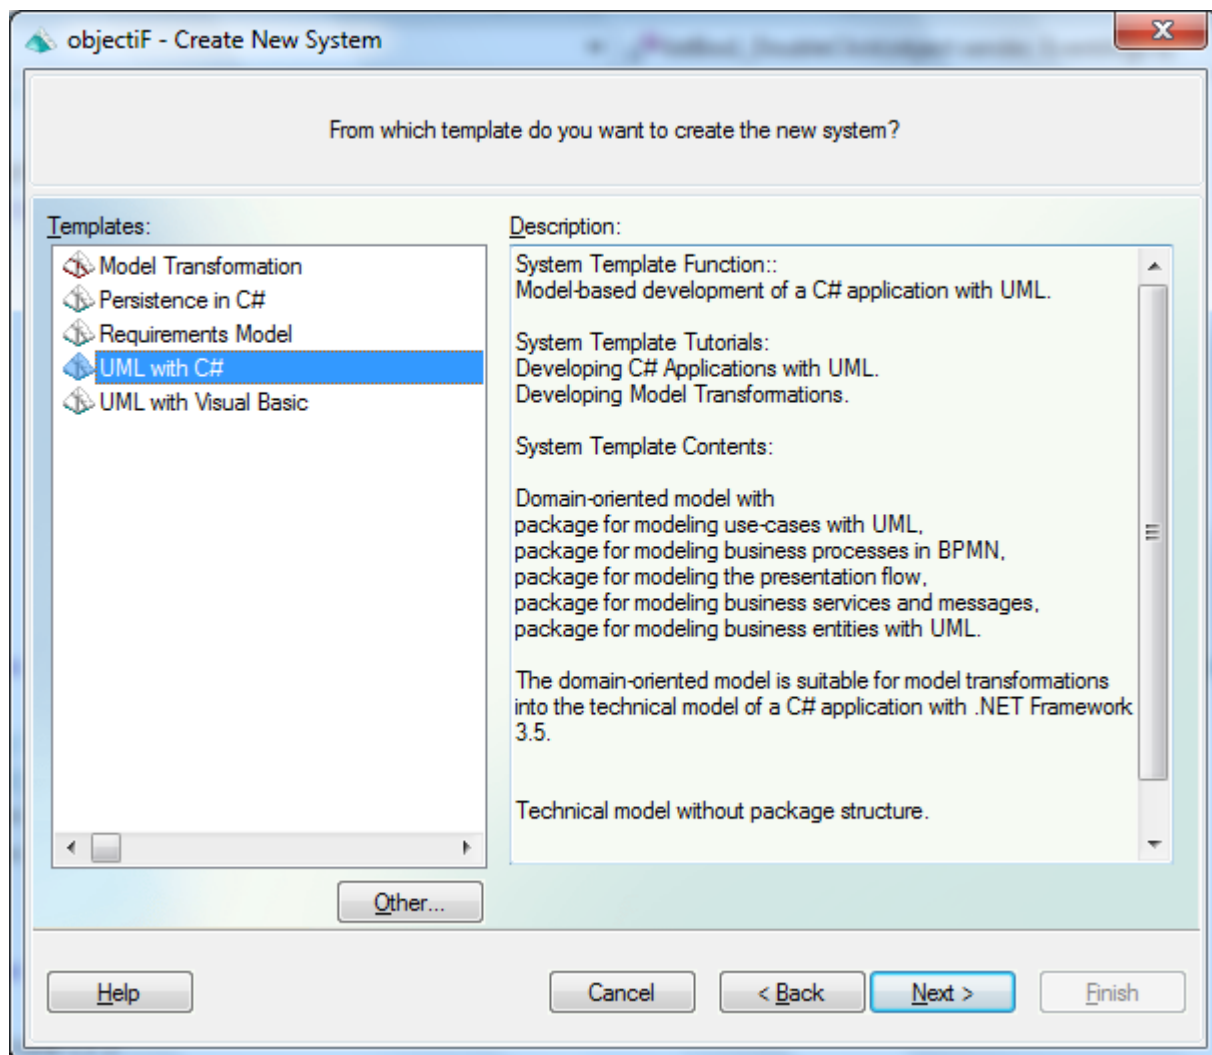 objectiF - Create New System
From which template do you want to create the new system?
Templates:
Model Transformation
Persistence in C#
Requirements Model
UML with C#
UML with Visual Basic
Other...
Description:
System Template Function::
Model-based development of a C# application with UML.
System Template Tutorials:
Developing C# Applications with UML.
Developing Model Transformations.
System Template Contents:
Domain-oriented model with
package for modeling use-cases with UML,
package for modeling business processes in BPMN,
package for modeling the presentation flow,
package for modeling business services and messages,
package for modeling business entities with UML.
The domain-oriented model is suitable for model transformations
into the technical model of a C# application with .NET Framework
3.5.
Technical model without package structure.
Help
Cancel
< Back
Next >
Finish